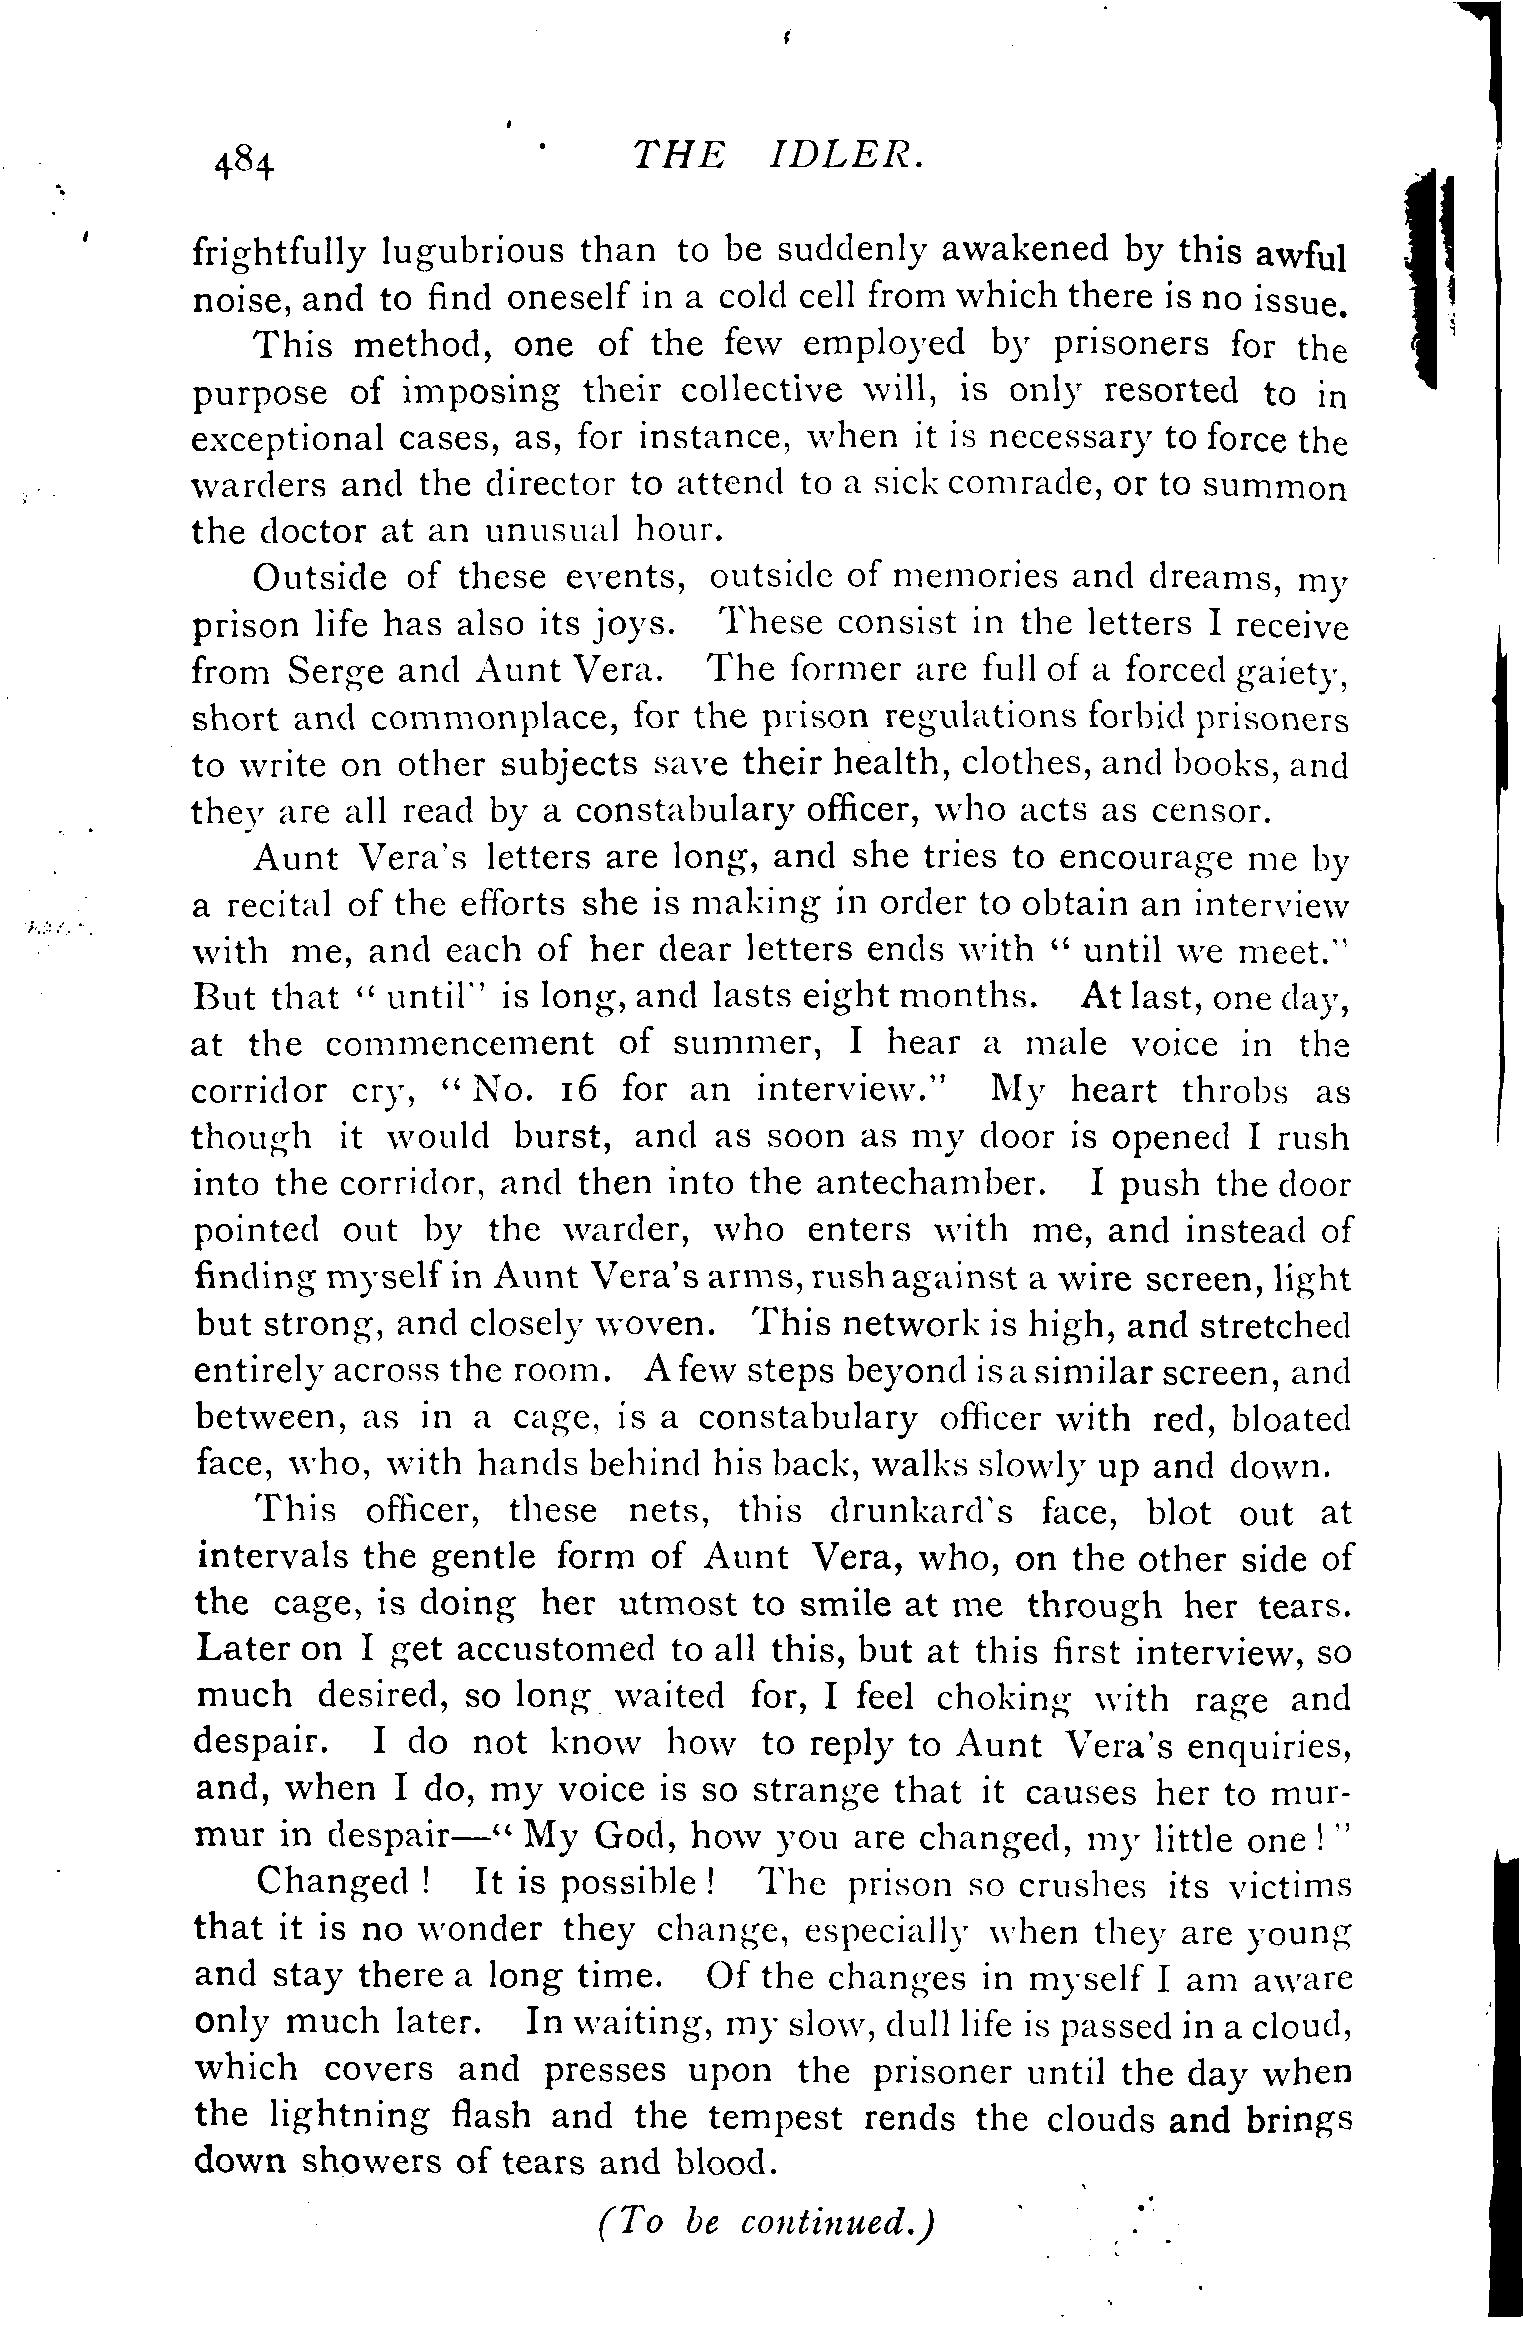 484 THE IDLER.
frightfully lugubrious than to be suddenly awakened by this awful
noise, and to find oneself in a cold cell from which there is no issue.
This method, one of the few employed by prisoners for the
purpose of imposing their collective will, is only resorted to in
exceptional cases, as, for instance, when it is necessary to force the
warders and the director to attend to a sick comrade, or to summon
the doctor at an unusual hour.
Outside of these events, outside of memories and dreams, my
prison life has also its joys. These consist in the letters I receive
from Serge and Aunt Vera. The former are full of a forced gaiety,
short and commonplace, for the prison regulations forbid prisoners
to write on other subjects save their health, clothes, and books, and
they are all read by a constabulary officer, who acts as censor.
Aunt Vera's letters are long, and she tries to encourage me by
a recital of the efforts she is making in order to obtain an interview
with me, and each of her dear letters ends with " until we meet."
But that " until" is long, and lasts eight months. At last, one day,
at the commencement of summer, I hear a male voice in the
corridor cry, " No. 16 for an interview." My heart throbs as
though it would burst, and as soon as my door is opened I rush
into the corridor, and then into the antechamber. I push the door
pointed out by the warder, who enters with me, and instead of
finding myself in Aunt Vera's arms, rush against a wire screen, light
but strong, and closely woven. This network is high, and stretched
entirely across the room. A few steps beyond is a similar screen, and
between, as in a cage, is a constabulary officer with red, bloated
face, who, with hands behind his back, walks slowly up and down.
This officer, these nets, this drunkard's face, blot out at
intervals the gentle form of Aunt Vera, who, on the other side of
the cage, is doing her utmost to smile at me through her tears.
Later on I get accustomed to all this, but at this first interview, so
much desired, so long waited for, I feel choking with rage and
despair. I do not know how to reply to Aunt Vera's enquiries,
and, when I do, my voice is so strange that it causes her to mur-
mur in despair—" My God, how you are changed, my little one ! "
Changed ! It is possible ! The prison so crushes its victims
that it is no wonder they change, especially when they are young
and stay there a long time. Of the changes in myself I am aware
only much later. In waiting, my slow, dull life is passed in a cloud,
which covers and presses upon the prisoner until the day when
the lightning flash and the tempest rends the clouds and brings
down showers of tears and blood.
(To be continued.)